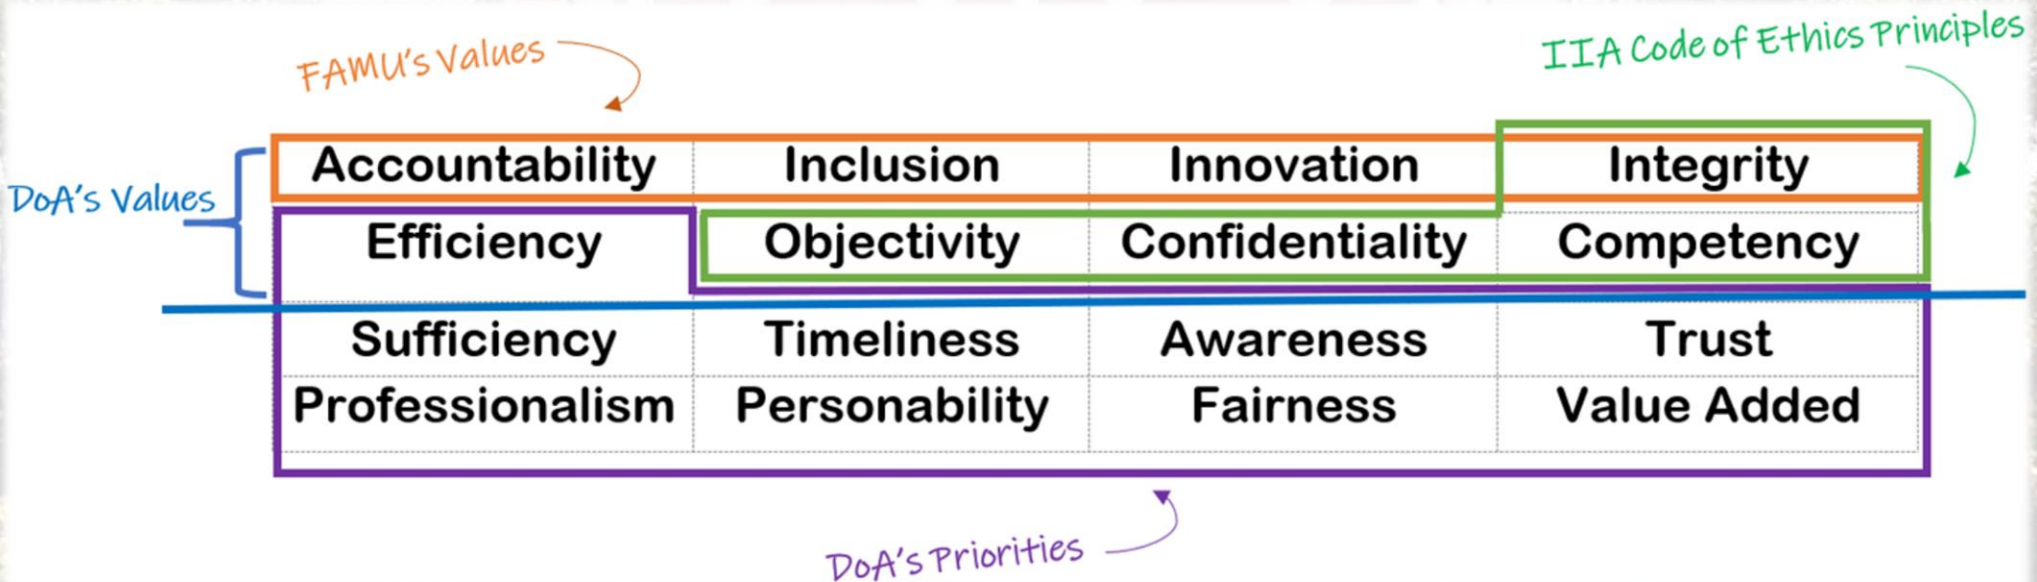 FAMU's Values
IIA Code of Ethics Principles
DoA's Values
Accountability Inclusion Innovation Integrity
Efficiency Objectivity Confidentiality Competency
Sufficiency Timeliness Awareness Trust
Professionalism Personability Fairness Value Added
DoA's Priorities